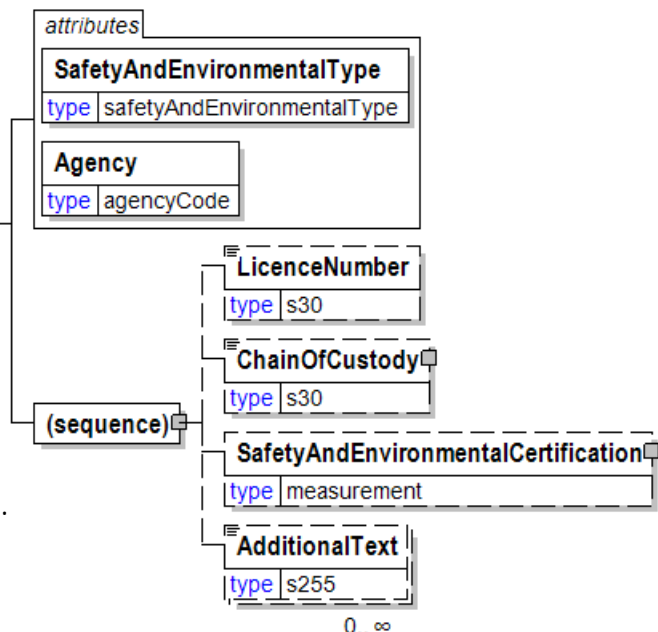 attributes
SafetyAndEnvironmentalType
type safetyAndEnvironmentalType
Agency
type agencyCode
LicenceNumber
type s30
ChainOfCustody
type s30
(sequence)
SafetyAndEnvironmentalCertification
type measurement
.
AdditionalText
type s255
0..∞